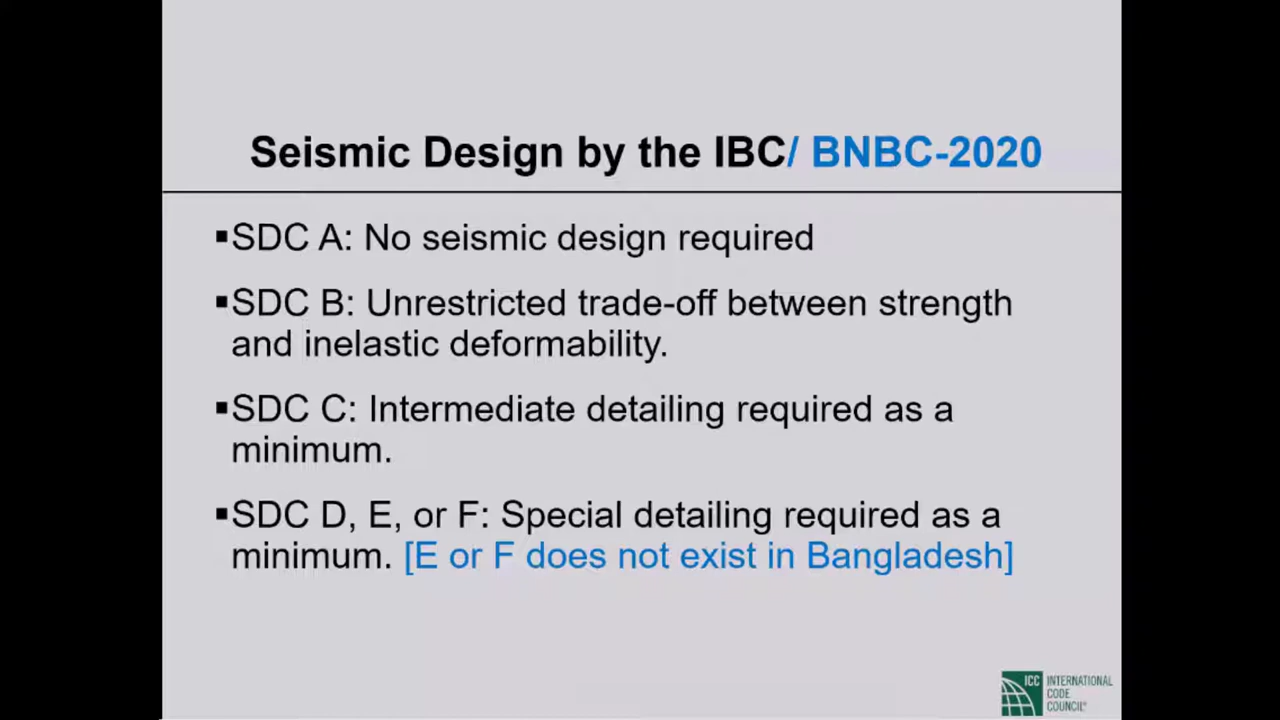 Seismic Design by the IBC/ BNBC-2020
▪SDC A: No seismic design required
▪SDC B: Unrestricted trade-off between strength
and inelastic deformability.
▪SDC C: Intermediate detailing required as a
minimum.
▪SDC D, E, or F: Special detailing required as a
minimum. [E or F does not exist in Bangladesh]
ICC INTERNATIONAL
CODE
COUNCIL®